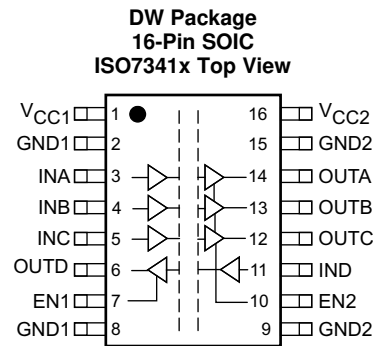 DW Package
16-Pin SOIC
ISO7341x Top View
VCC1 1 16 VCC2
GND1 2 15 GND2
INA 3 14 OUTA
INB 4 13 OUTB
INC 5 12 OUTC
OUTD 6 11 IND
EN1 7 10 EN2
GND1 8 9 GND2